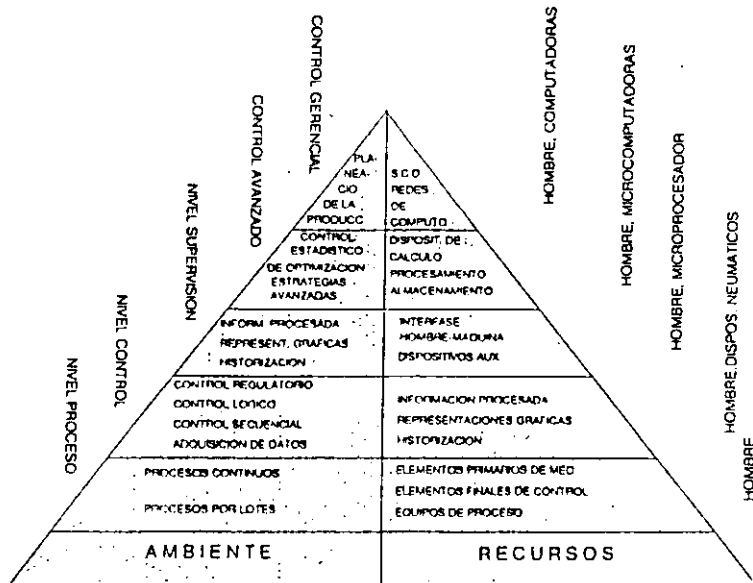 CONTROL GERENCIAL
CONTROL AVANZADO
NIVEL SUPERVISION
NIVEL CONTROL
NIVEL PROCESO
PLA-
NEA-
CIO
DE LA
PRODUCC
S.C.D
REDES
DE
COMPUTO
CONTROL
ESTADISTICO
DE OPTIMIZACION
ESTRATEGIAS
AVANZADAS
DISPOSIT. DE
CALCULO
PROCESAMIENTO
ALMACENAMIENTO
INFORM. PROCESADA
REPRESENT. GRAFICAS
HISTORIZACION
INTERFASE
HOMBRE-MAQUINA
DISPOSITIVOS AUX.
CONTROL REGULATORIO
CONTROL LOGICO
CONTROL SECUENCIAL
ADQUISICION DE DATOS
INFORMACION PROCESADA
REPRESENTACIONES GRAFICAS
HISTORIZACION
PROCESOS CONTINUOS
PROCESOS POR LOTES
ELEMENTOS PRIMARIOS DE MED
ELEMENTOS FINALES DE CONTROL
EQUIPOS DE PROCESO
AMBIENTE
RECURSOS
HOMBRE, COMPUTADORAS
HOMBRE, MICROCOMPUTADORAS
HOMBRE, MICROPROCESADOR
HOMBRE, DISPOS. NEUMATICOS
HOMBRE